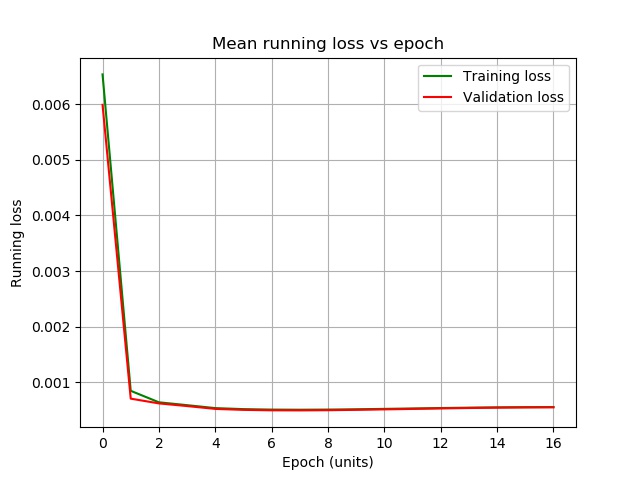 Mean running loss vs epoch
Training loss
Validation loss
0.006
0.005
0.004
0.003
0.002
0.001
Running loss
0 2 4 6 8 10 12 14 16
Epoch (units)